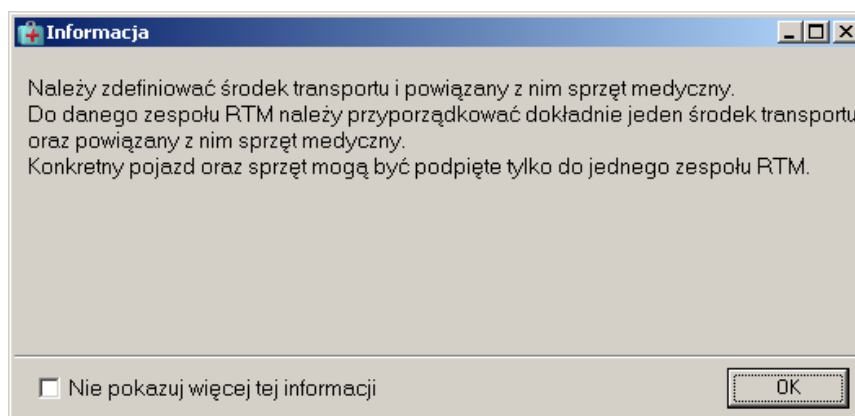 Informacja
Należy zdefiniować środek transportu i powiązany z nim sprzęt medyczny.
Do danego zespołu RTM należy przyporządkować dokładnie jeden środek transportu
oraz powiązany z nim sprzęt medyczny.
Konkretny pojazd oraz sprzęt mogą być podpięte tylko do jednego zespołu RTM.
Nie pokazuj więcej tej informacji
OK